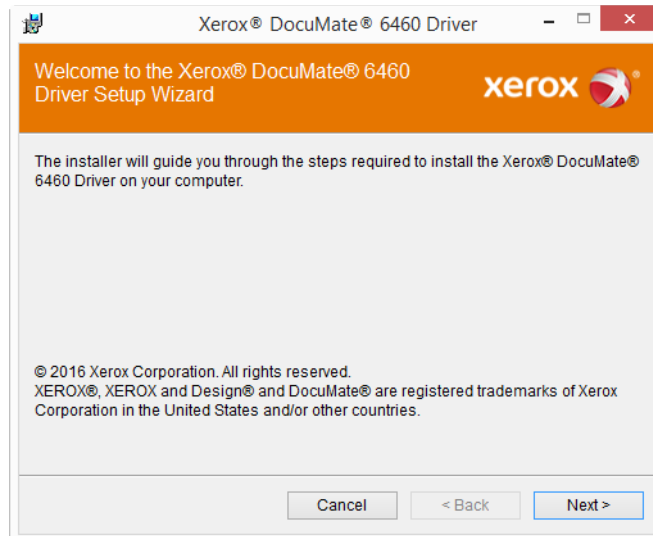 Xerox® DocuMate® 6460 Driver
Welcome to the Xerox® DocuMate® 6460
Driver Setup Wizard
xerox ®
The installer will guide you through the steps required to install the Xerox® DocuMate®
6460 Driver on your computer.
© 2016 Xerox Corporation. All rights reserved.
XEROX®, XEROX and Design® and DocuMate® are registered trademarks of Xerox
Corporation in the United States and/or other countries.
Cancel < Back Next >